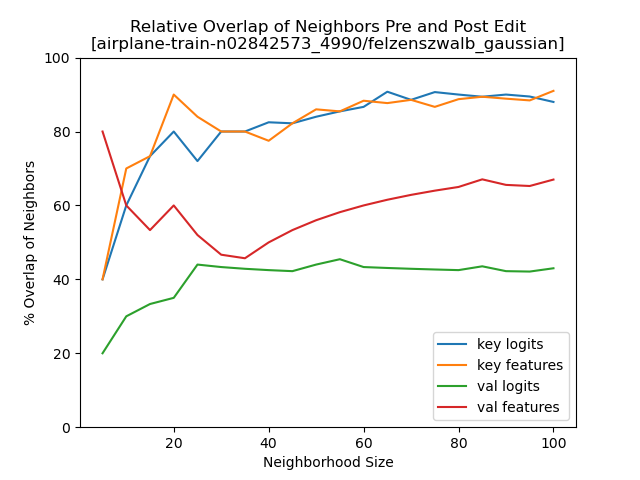 Relative Overlap of Neighbors Pre and Post Edit
[airplane-train-n02842573_4990/felzenszwalb_gaussian]
100
80
60
40
20
0
% Overlap of Neighbors
key logits
key features
val logits
val features
20 40 60 80 100
Neighborhood Size